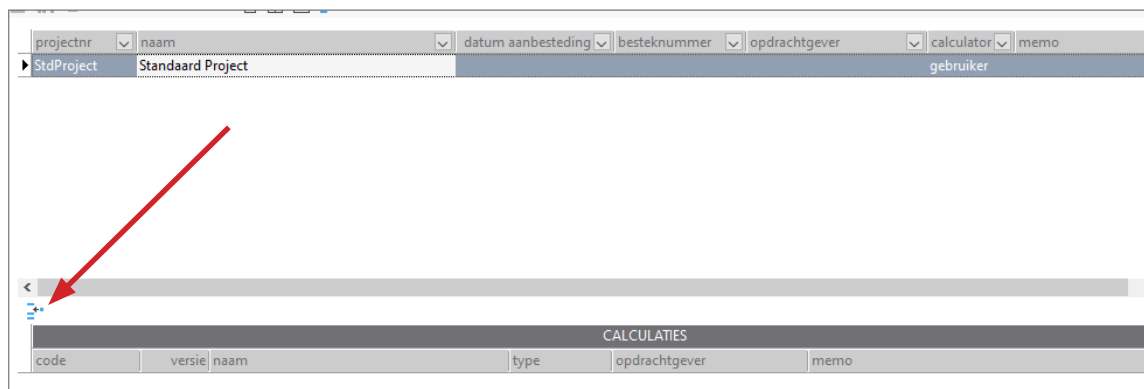 projectnr naam datum aanbesteding besteknummer opdrachtgever calculator memo
StdProject Standaard Project gebruiker
CALCULATIES
code versie naam type opdrachtgever memo